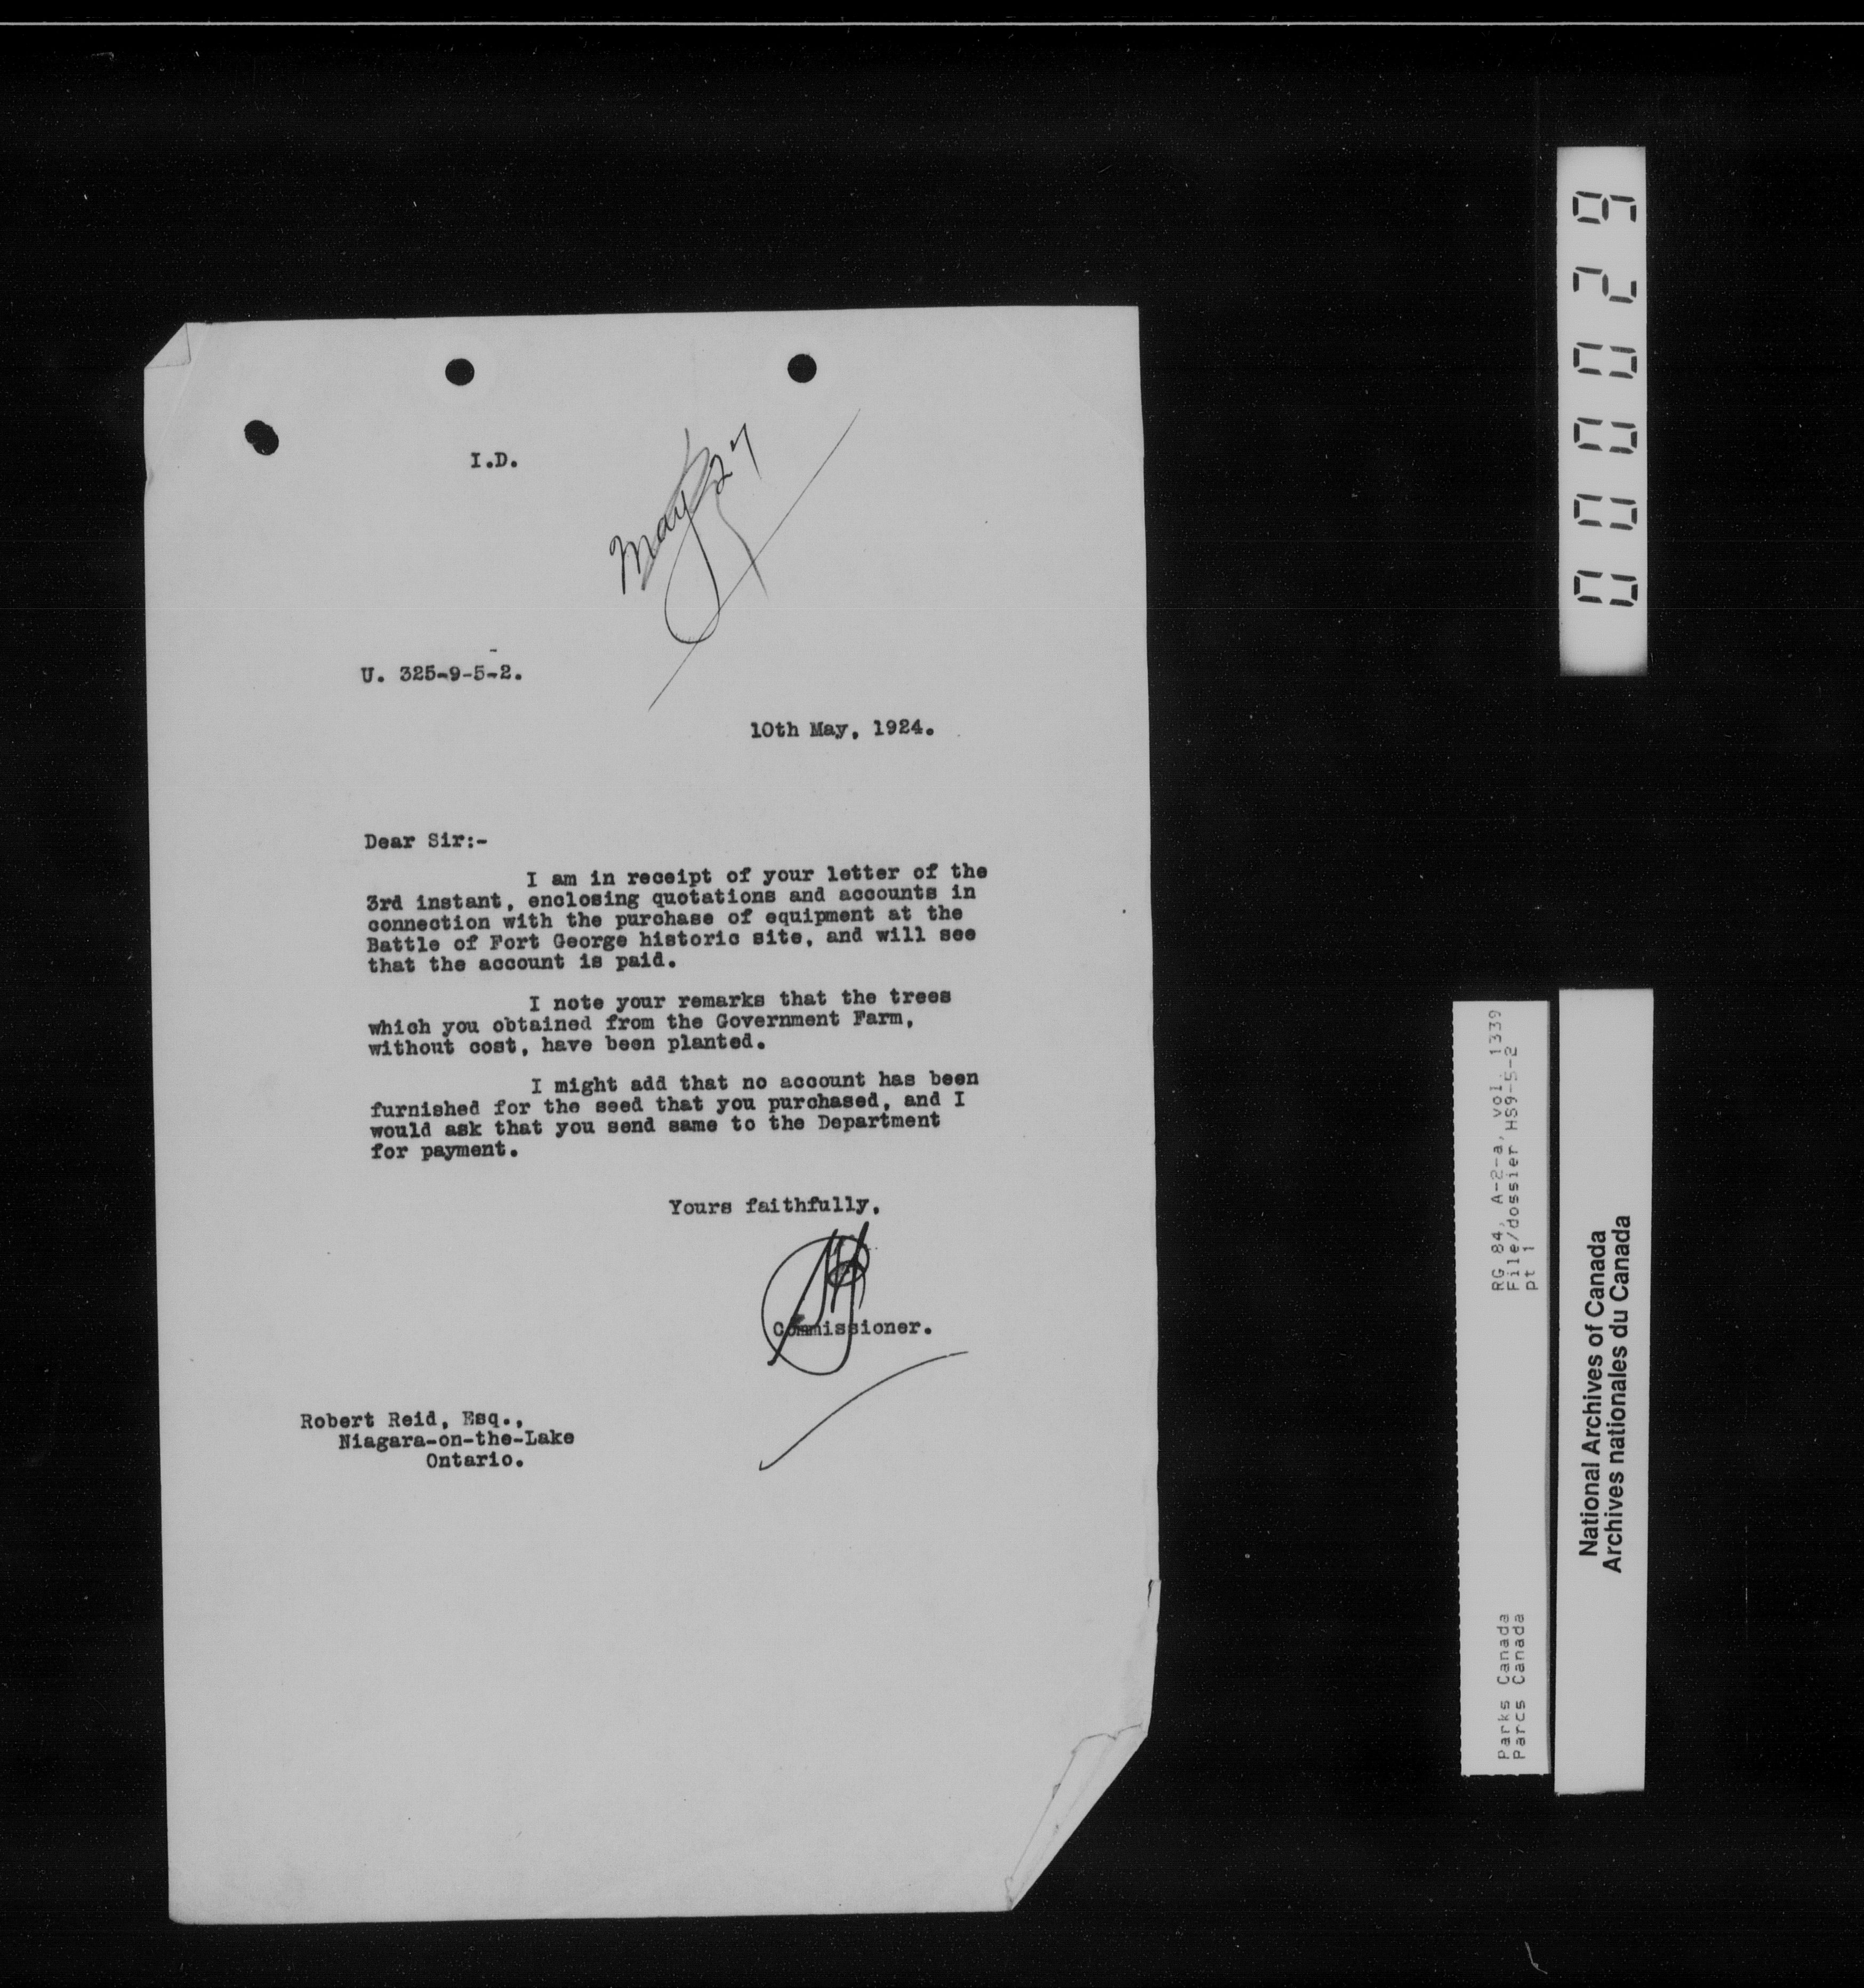 I.D.
May 27
U. 325-9-5-2.
10th May, 1924.
Dear Sir:-
I am in receipt of your letter of the
3rd instant, enclosing quotations and accounts in
connection with the purchase of equipment at the
Battle of Fort George historic site, and will see
that the account is paid.
I note your remarks that the trees
which you obtained from the Government Farm,
without cost, have been planted.
I might add that no account has been
furnished for the seed that you purchased, and I
would ask that you send same to the Department
for payment.
Yours faithfully,
Commissioner.
Robert Reid, Esq.,
Niagara-on-the-Lake
Ontario.
000029
RG 84, A-2-a, vol. 1339
File/dossier HS9-5-2
pt 1
Parks Canada
Parcs Canada
National Archives of Canada
Archives nationales du Canada